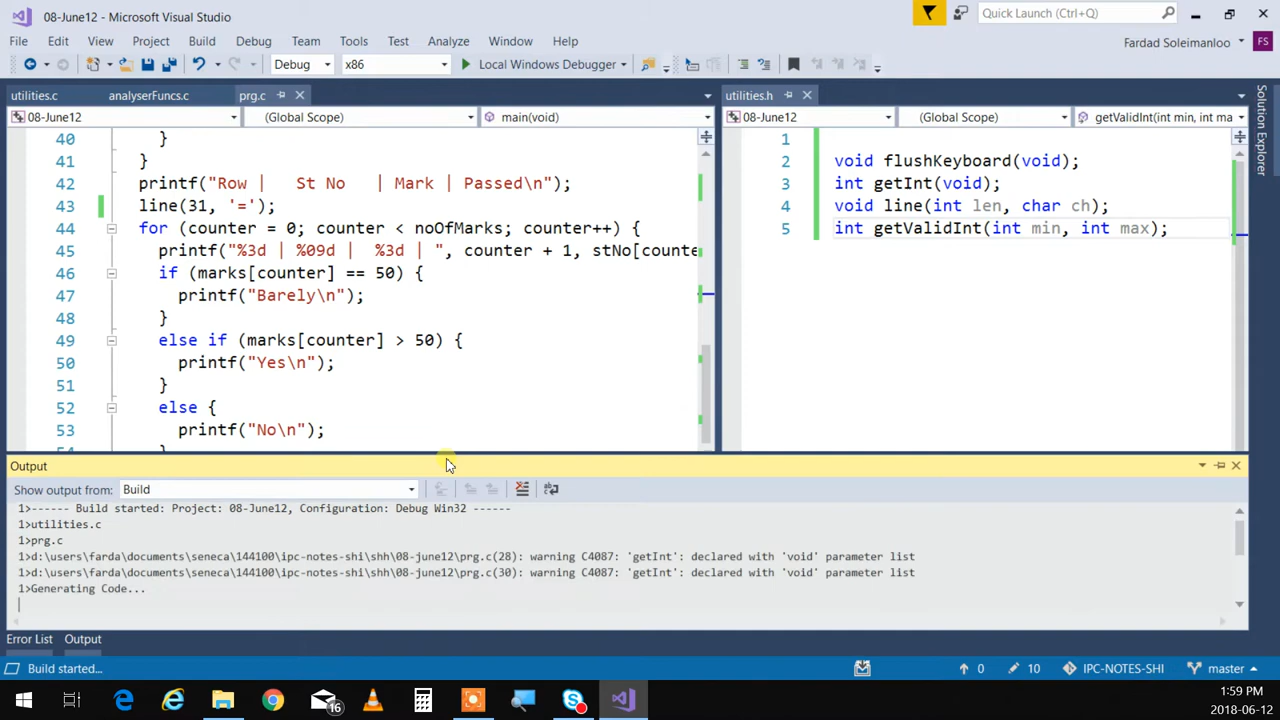 08-June12 - Microsoft Visual Studio
Quick Launch (Ctrl+Q)
File Edit View Project Build Debug Team Tools Test Analyze Window Help
Fardad Soleimanloo FS
Debug x86 Local Windows Debugger
utilities.c analyserFuncs.c prg.c
utilities.h
Solution Explorer
08-June12 (Global Scope) main(void)
08-June12 (Global Scope) getValidInt(int min, int ma
40 }
41 }
42 printf("Row | St No | Mark | Passed\n");
43 line(31, '=');
44 for (counter = 0; counter < noOfMarks; counter++) {
45 printf("%3d | %09d | %3d | ", counter + 1, stNo[counte
46 if (marks[counter] == 50) {
47 printf("Barely\n");
48 }
49 else if (marks[counter] > 50) {
50 printf("Yes\n");
51 }
52 else {
53 printf("No\n");
54 }
1
2 void flushKeyboard(void);
3 int getInt(void);
4 void line(int len, char ch);
5 int getValidInt(int min, int max);
Output
Show output from: Build
1>------ Build started: Project: 08-June12, Configuration: Debug Win32 ------
1>utilities.c
1>prg.c
1>d:\users\farda\documents\seneca\144100\ipc-notes-shi\shh\08-june12\prg.c(28): warning C4087: 'getInt': declared with 'void' parameter list
1>d:\users\farda\documents\seneca\144100\ipc-notes-shi\shh\08-june12\prg.c(30): warning C4087: 'getInt': declared with 'void' parameter list
1>Generating Code...
Error List Output
Build started... 0 10 IPC-NOTES-SHI master
16
1:59 PM
2018-06-12